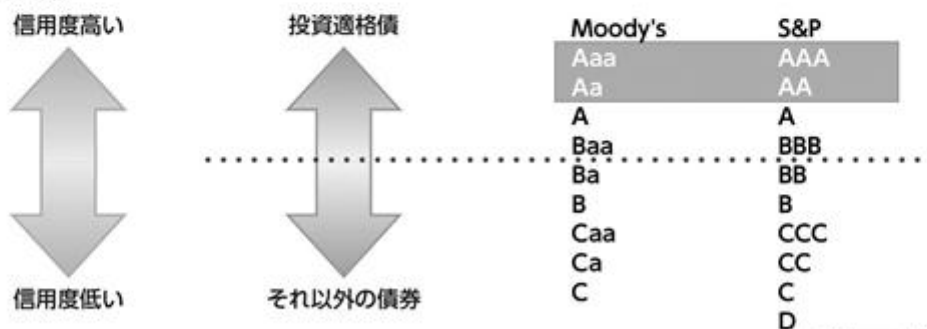 信用度高い 投資適格債 Moody's S&P
Aaa AAA
Aa AA
A A
Baa BBB
Ba BB
B B
Caa CCC
Ca CC
信用度低い それ以外の債券 C C
D